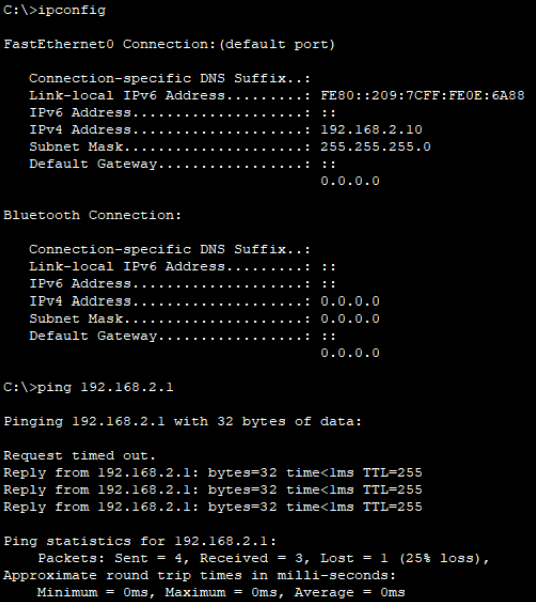 C:\>ipconfig
FastEthernet0 Connection:(default port)
Connection-specific DNS Suffix..:
Link-local IPv6 Address.........: FE80::209:7CFF:FE0E:6A88
IPv6 Address....................: ::
IPv4 Address....................: 192.168.2.10
Subnet Mask.....................: 255.255.255.0
Default Gateway.................: ::
0.0.0.0
Bluetooth Connection:
Connection-specific DNS Suffix..:
Link-local IPv6 Address.........: ::
IPv6 Address....................: ::
IPv4 Address....................: 0.0.0.0
Subnet Mask.....................: 0.0.0.0
Default Gateway.................: ::
0.0.0.0
C:\>ping 192.168.2.1
Pinging 192.168.2.1 with 32 bytes of data:
Request timed out.
Reply from 192.168.2.1: bytes=32 time<1ms TTL=255
Reply from 192.168.2.1: bytes=32 time<1ms TTL=255
Reply from 192.168.2.1: bytes=32 time<1ms TTL=255
Ping statistics for 192.168.2.1:
Packets: Sent = 4, Received = 3, Lost = 1 (25% loss),
Approximate round trip times in milli-seconds:
Minimum = 0ms, Maximum = 0ms, Average = 0ms